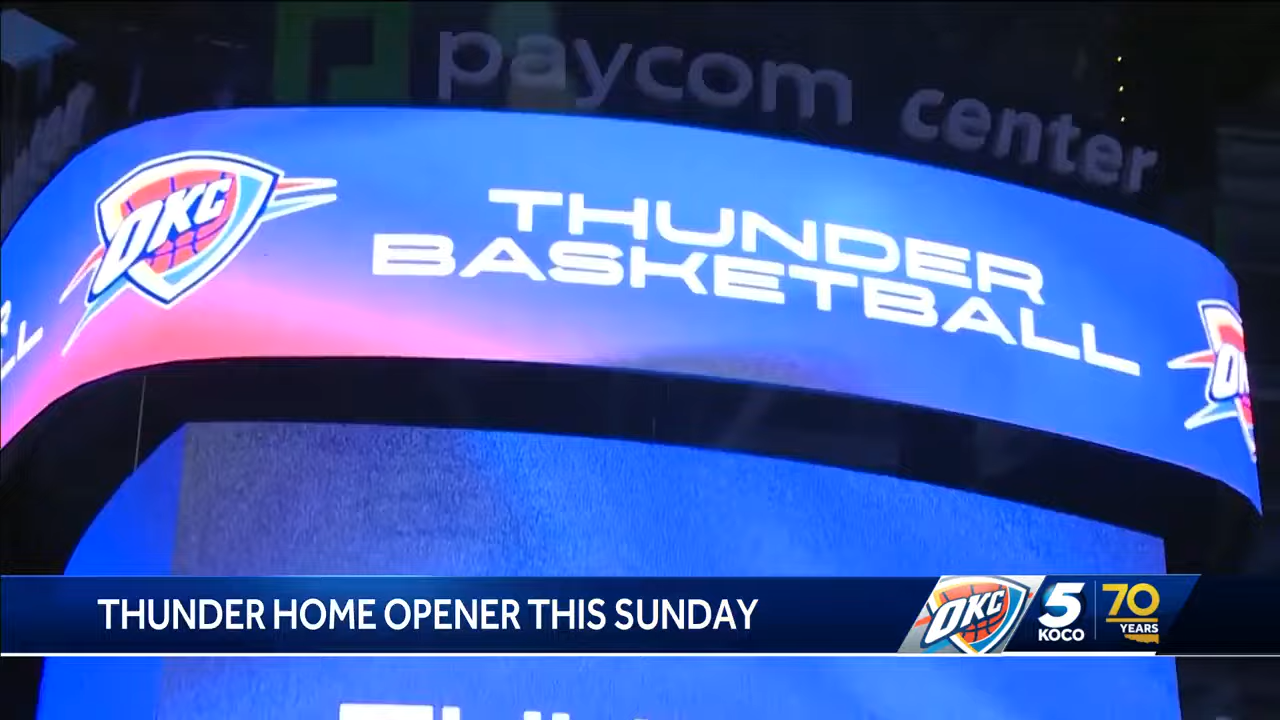 paycom center
OKC
THUNDER
BASKETBALL
THUNDER HOME OPENER THIS SUNDAY
OKC
5
KOCO
70
YEARS